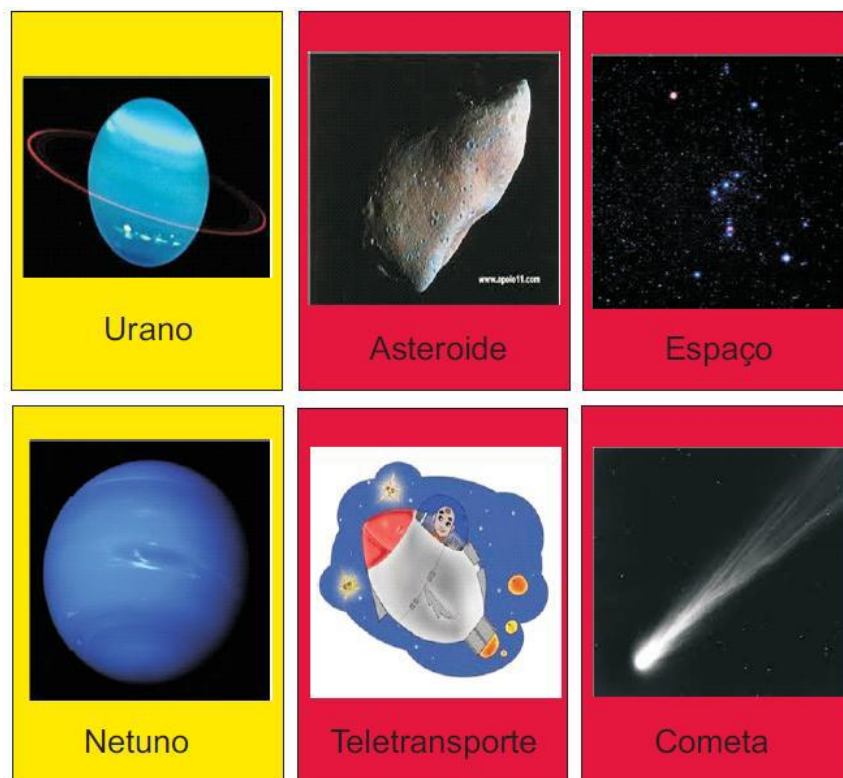 www.apolo11.com
Urano
Asteroide
Espaço
Netuno
Teletransporte
Cometa